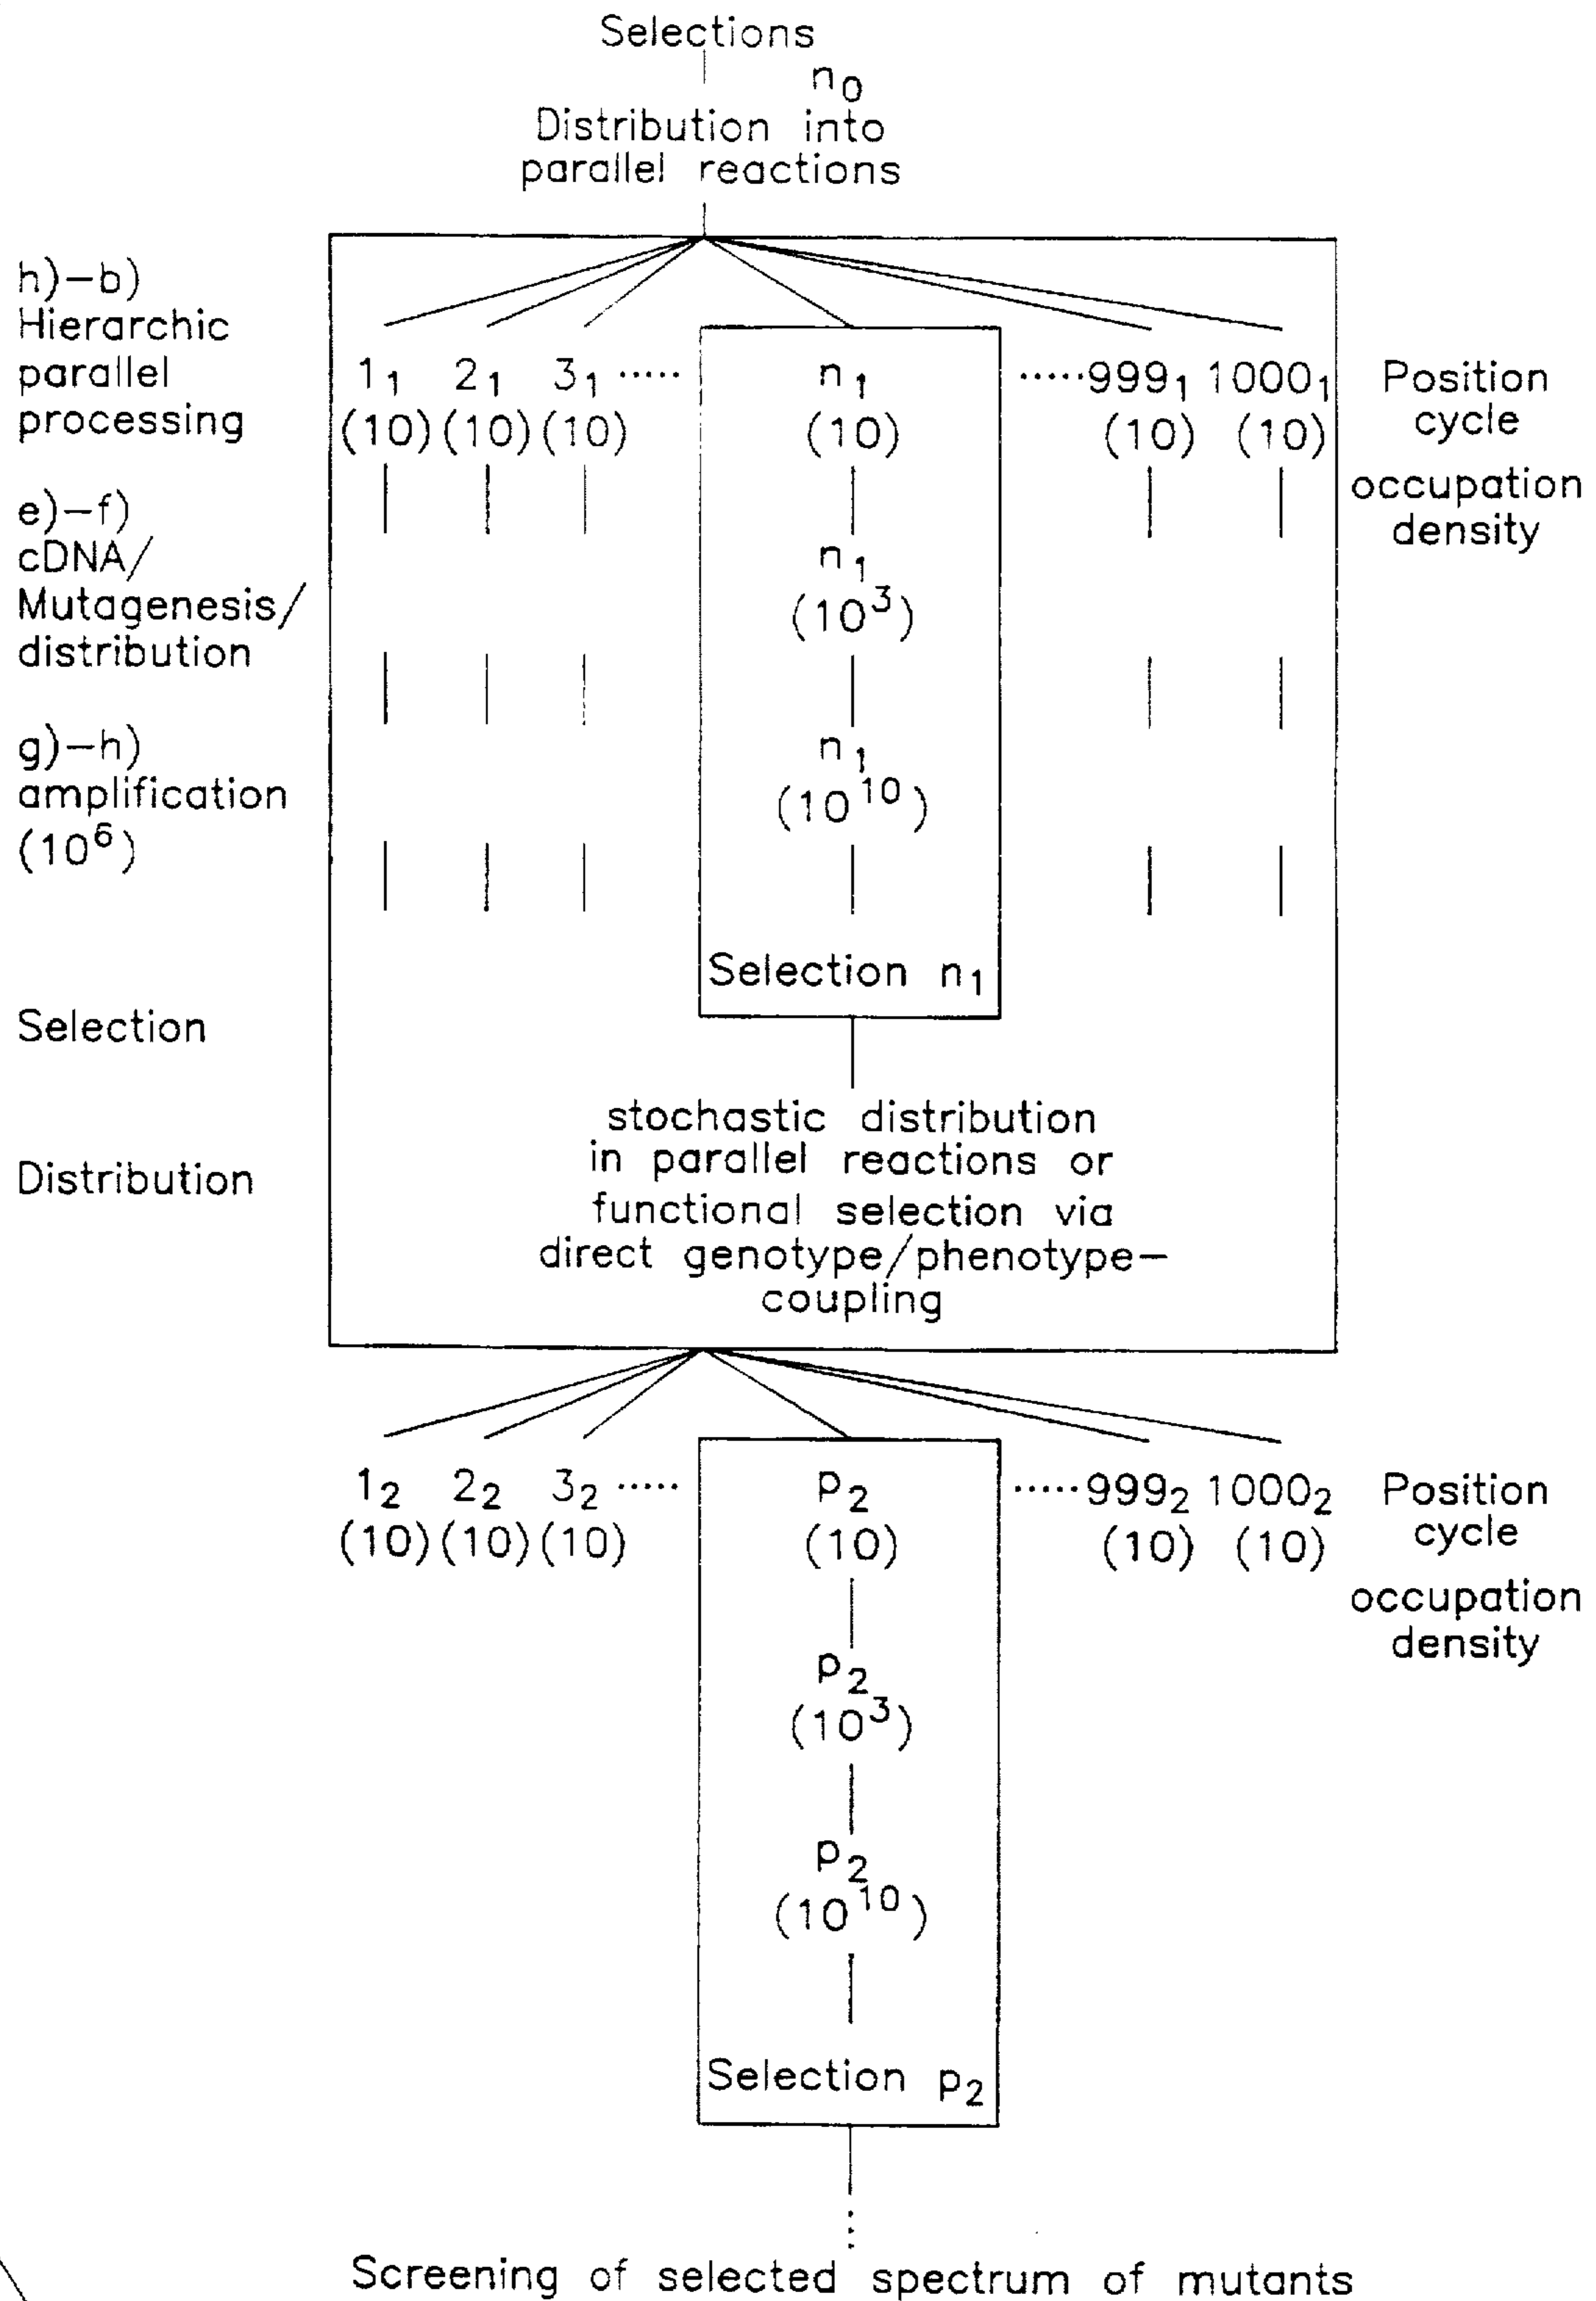 Selections
n₀
Distribution into
parallel reactions
h)-b)
Hierarchic
parallel
processing
1₁ 2₁ 3₁ ..... n₁ .....999₁ 1000₁
(10) (10) (10) (10) (10) (10)
Position
cycle
occupation
density
e)-f)
cDNA/
Mutagenesis/
distribution
n₁
(10³)
g)-h)
amplification
(10⁶)
n₁
(10¹⁰)
Selection n₁
Selection
Distribution
stochastic distribution
in parallel reactions or
functional selection via
direct genotype/phenotype-
coupling
1₂ 2₂ 3₂ ..... p₂ .....999₂ 1000₂
(10) (10) (10) (10) (10) (10)
Position
cycle
occupation
density
p₂
(10³)
p₂
(10¹⁰)
Selection p₂
Screening of selected spectrum of mutants